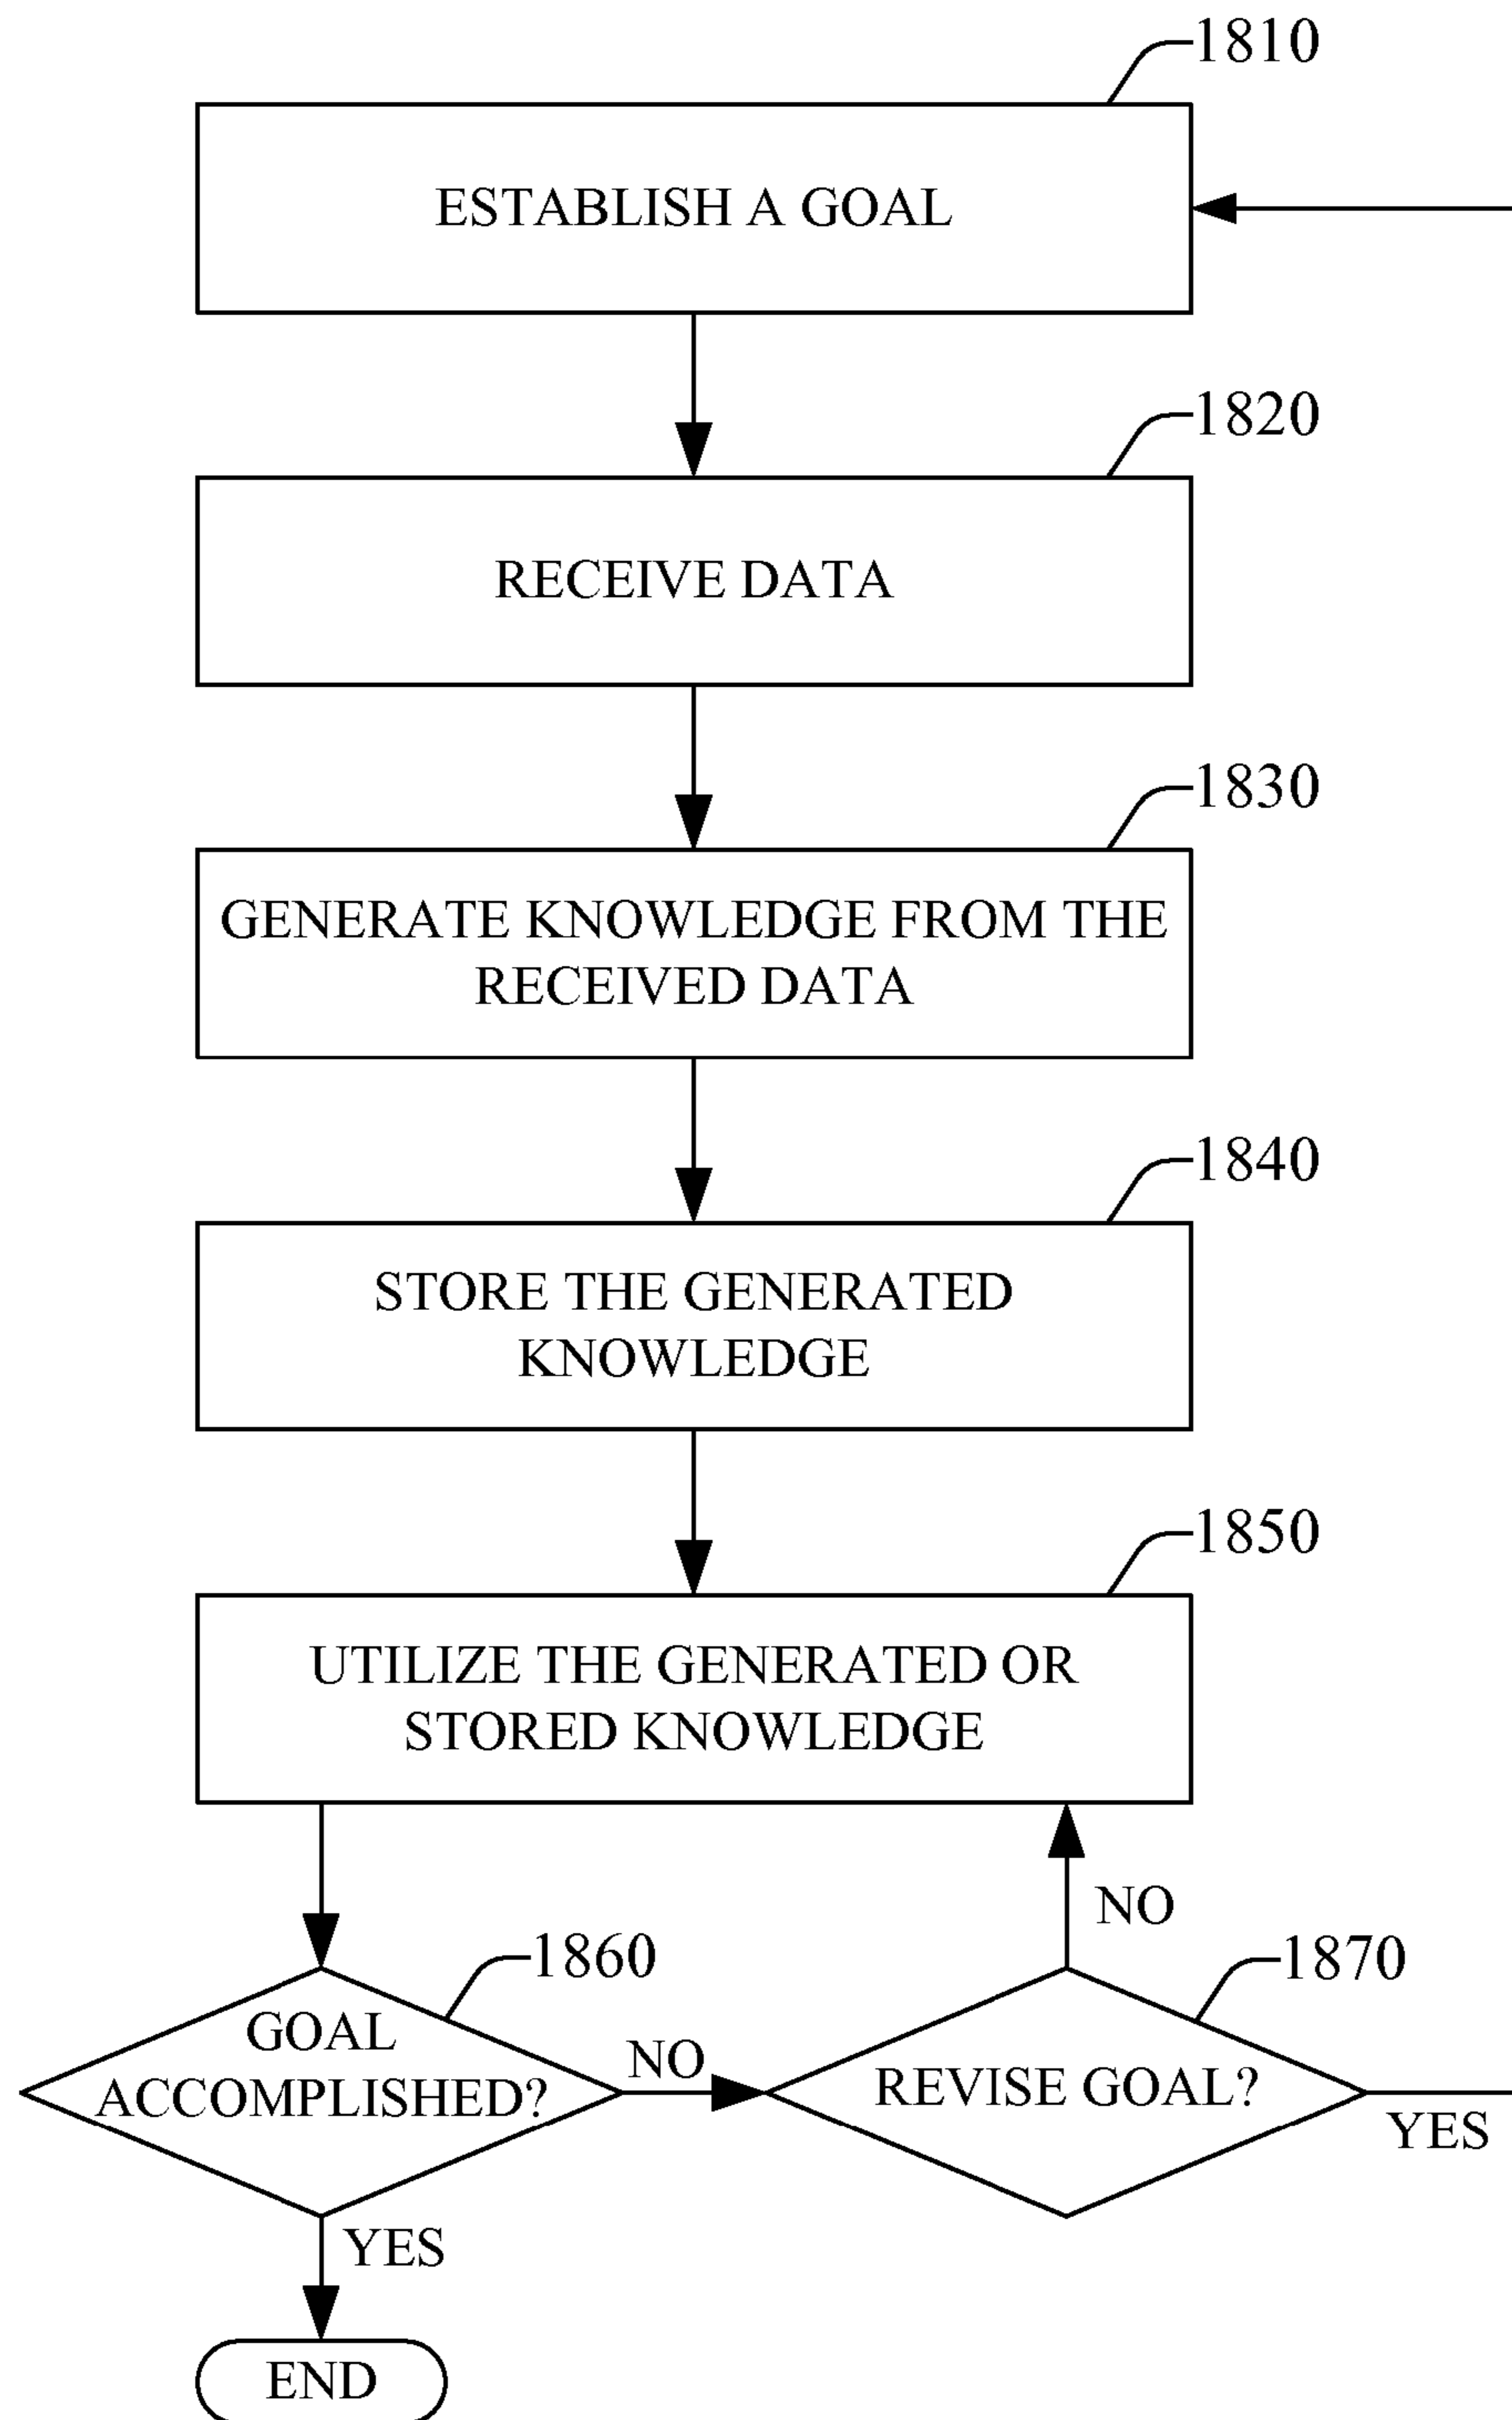 1810
ESTABLISH A GOAL
1820
RECEIVE DATA
1830
GENERATE KNOWLEDGE FROM THE
RECEIVED DATA
1840
STORE THE GENERATED
KNOWLEDGE
1850
UTILIZE THE GENERATED OR
STORED KNOWLEDGE
NO
1860
1870
GOAL
ACCOMPLISHED?
NO
REVISE GOAL?
YES
YES
END